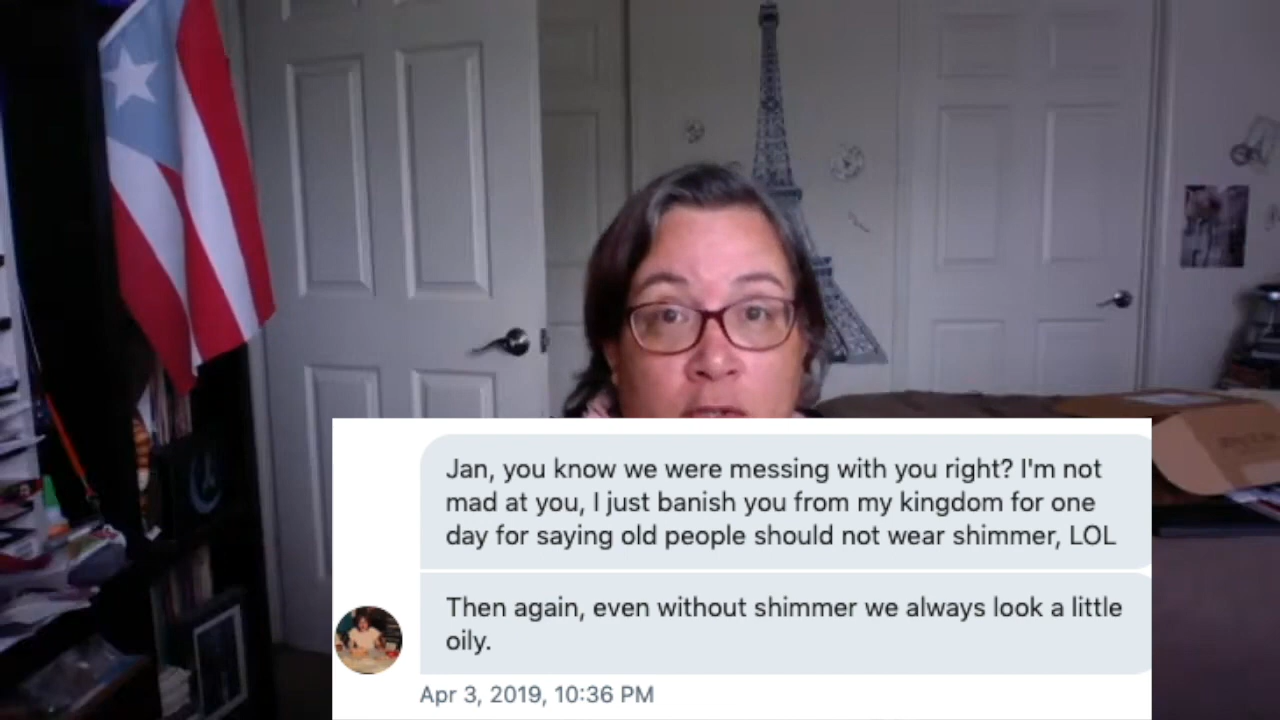 Jan, you know we were messing with you right? I'm not
mad at you, I just banish you from my kingdom for one
day for saying old people should not wear shimmer, LOL
Then again, even without shimmer we always look a little
oily.
Apr 3, 2019, 10:36 PM